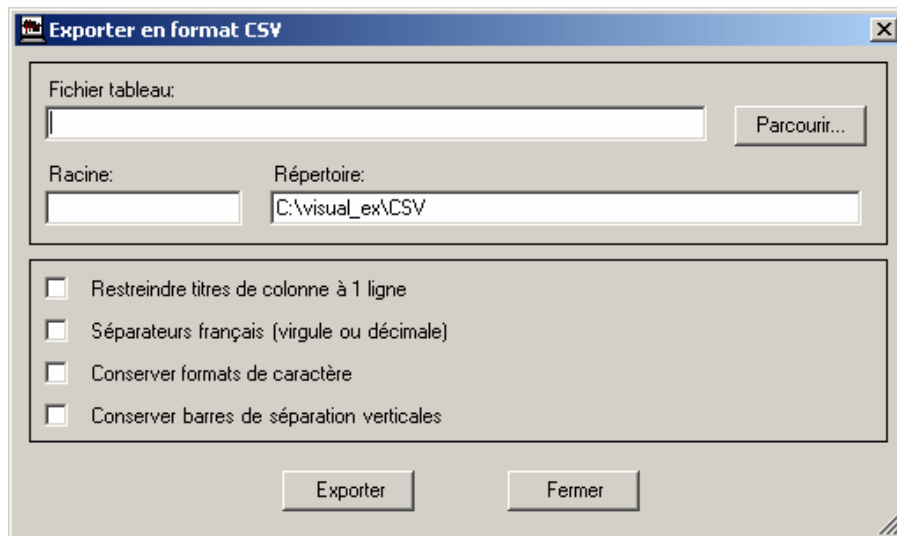 Exporter en format CSV
Fichier tableau:
Parcourir...
Racine:
Répertoire:
C:\visual_ex\CSV
Restreindre titres de colonne à 1 ligne
Séparateurs français (virgule ou décimale)
Conserver formats de caractère
Conserver barres de séparation verticales
Exporter
Fermer